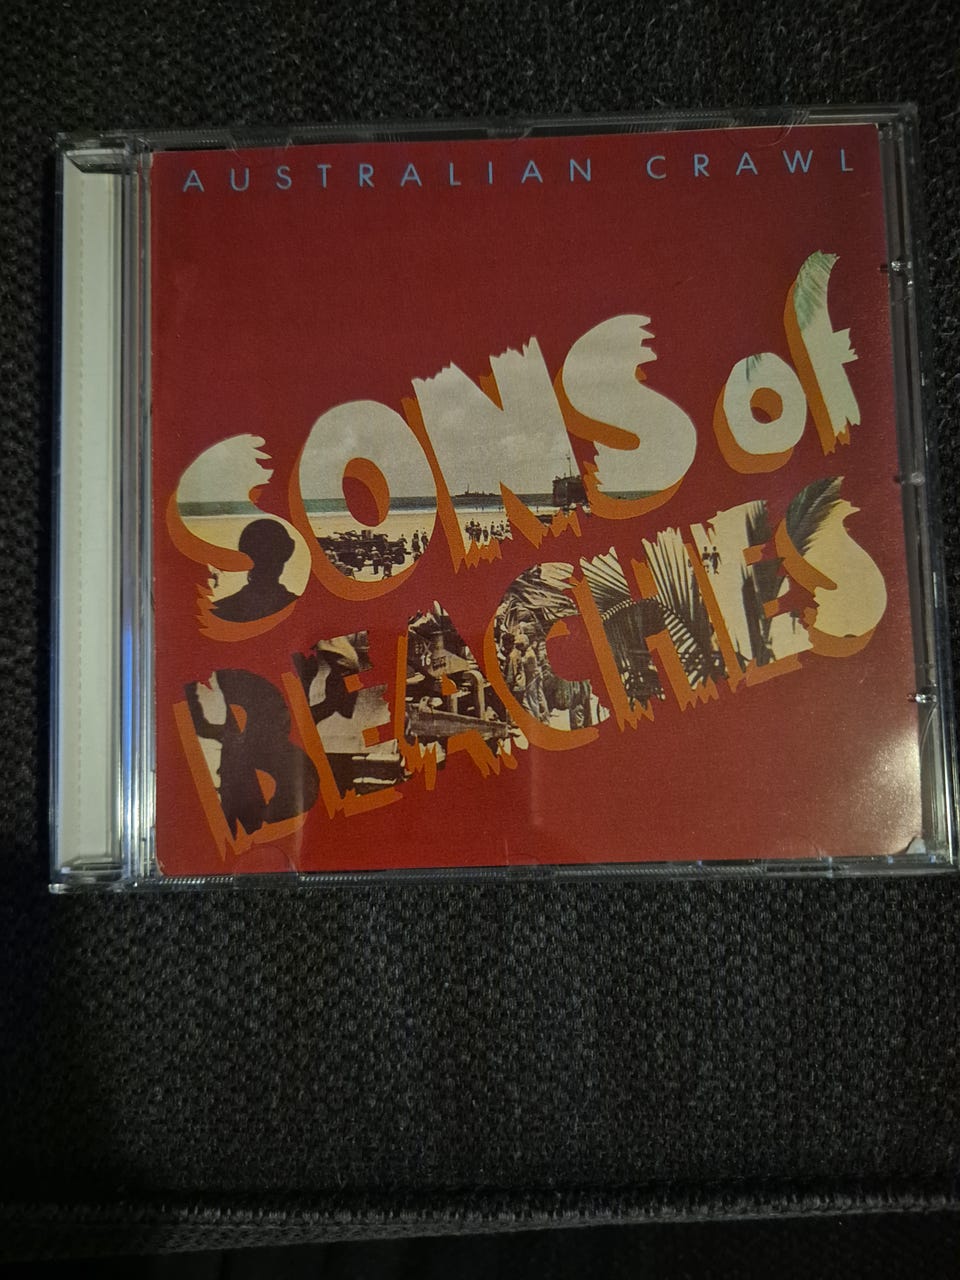 AUSTRALIAN CRAWL
SONS of
BEACHES